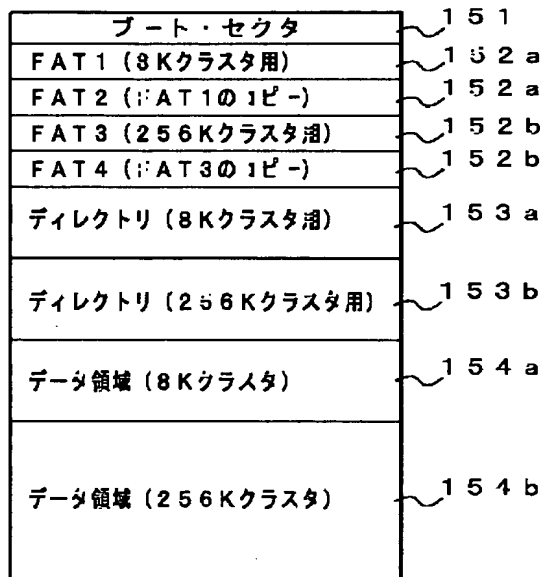 ブート・セクタ 151
FAT1(8Kクラスタ用) 152a
FAT2(FAT1のコピー) 152a
FAT3(256Kクラスタ用) 152b
FAT4(FAT3のコピー) 152b
ディレクトリ(8Kクラスタ用) 153a
ディレクトリ(256Kクラスタ用) 153b
データ領域(8Kクラスタ) 154a
データ領域(256Kクラスタ) 154b